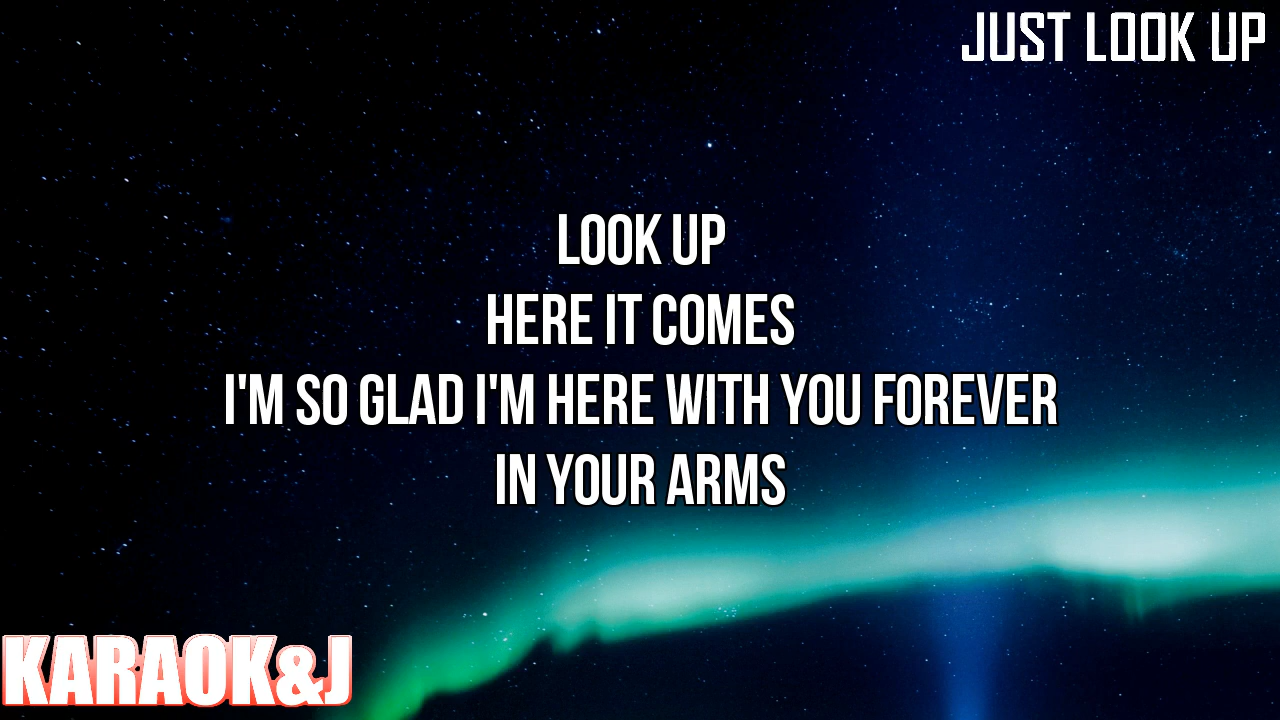 JUST LOOK UP
LOOK UP
HERE IT COMES
I'M SO GLAD I'M HERE WITH YOU FOREVER
IN YOUR ARMS
KARAOK&J